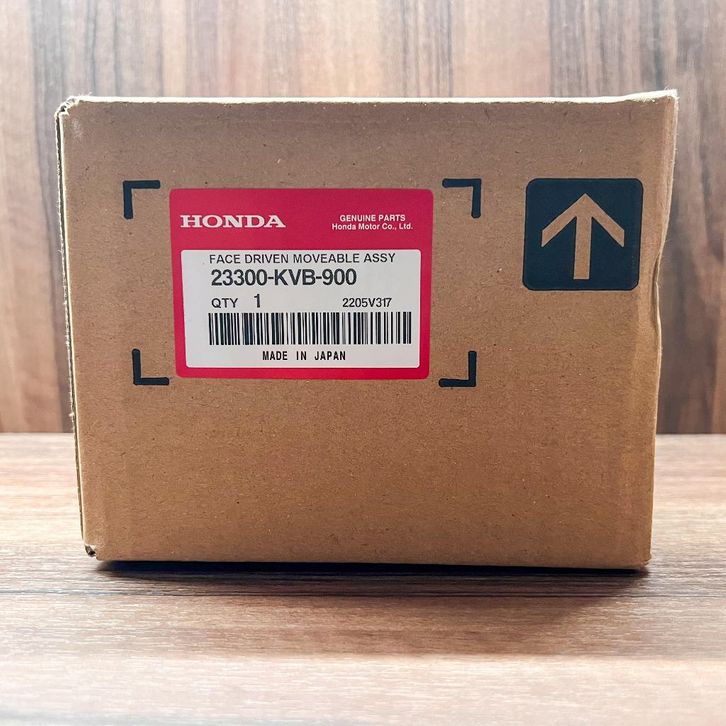 HONDA
GENUINE PARTS
Honda Motor Co., Ltd.
FACE DRIVEN MOVEABLE ASSY
23300-KVB-900
QTY 1 2205V317
MADE IN JAPAN